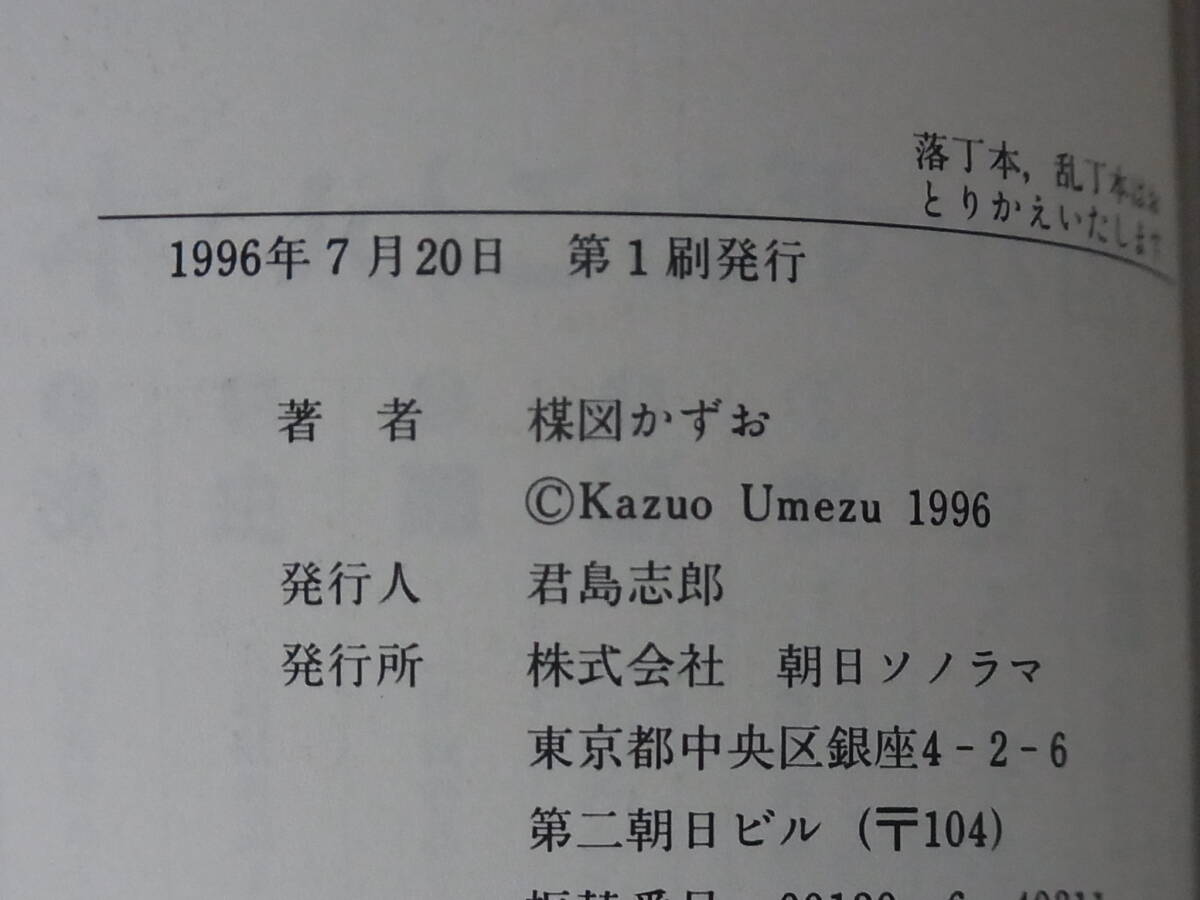 落丁本，乱丁本はお
とりかえいたします
1996年7月20日　第1刷発行
著　者　楳図かずお
©Kazuo Umezu 1996
発行人　君島志郎
発行所　株式会社　朝日ソノラマ
東京都中央区銀座4-2-6
第二朝日ビル（〒104）